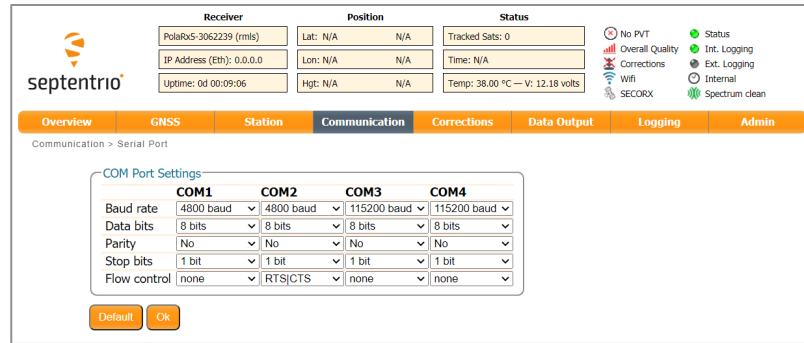 Receiver Position Status
PolaRx5-3062239 (rmls) Lat: N/A N/A Tracked Sats: 0 No PVT Status
Overall Quality Int. Logging
IP Address (Eth): 0.0.0.0 Lon: N/A N/A Time: N/A Corrections Ext. Logging
Wifi Internal
septentrio Uptime: 0d 00:09:06 Hgt: N/A N/A Temp: 38.00 °C — V: 12.18 volts SECORX Spectrum clean
Overview GNSS Station Communication Corrections Data Output Logging Admin
Communication > Serial Port
COM Port Settings
COM1 COM2 COM3 COM4
Baud rate 4800 baud 4800 baud 115200 baud 115200 baud
Data bits 8 bits 8 bits 8 bits 8 bits
Parity No No No No
Stop bits 1 bit 1 bit 1 bit 1 bit
Flow control none RTS|CTS none none
Default Ok